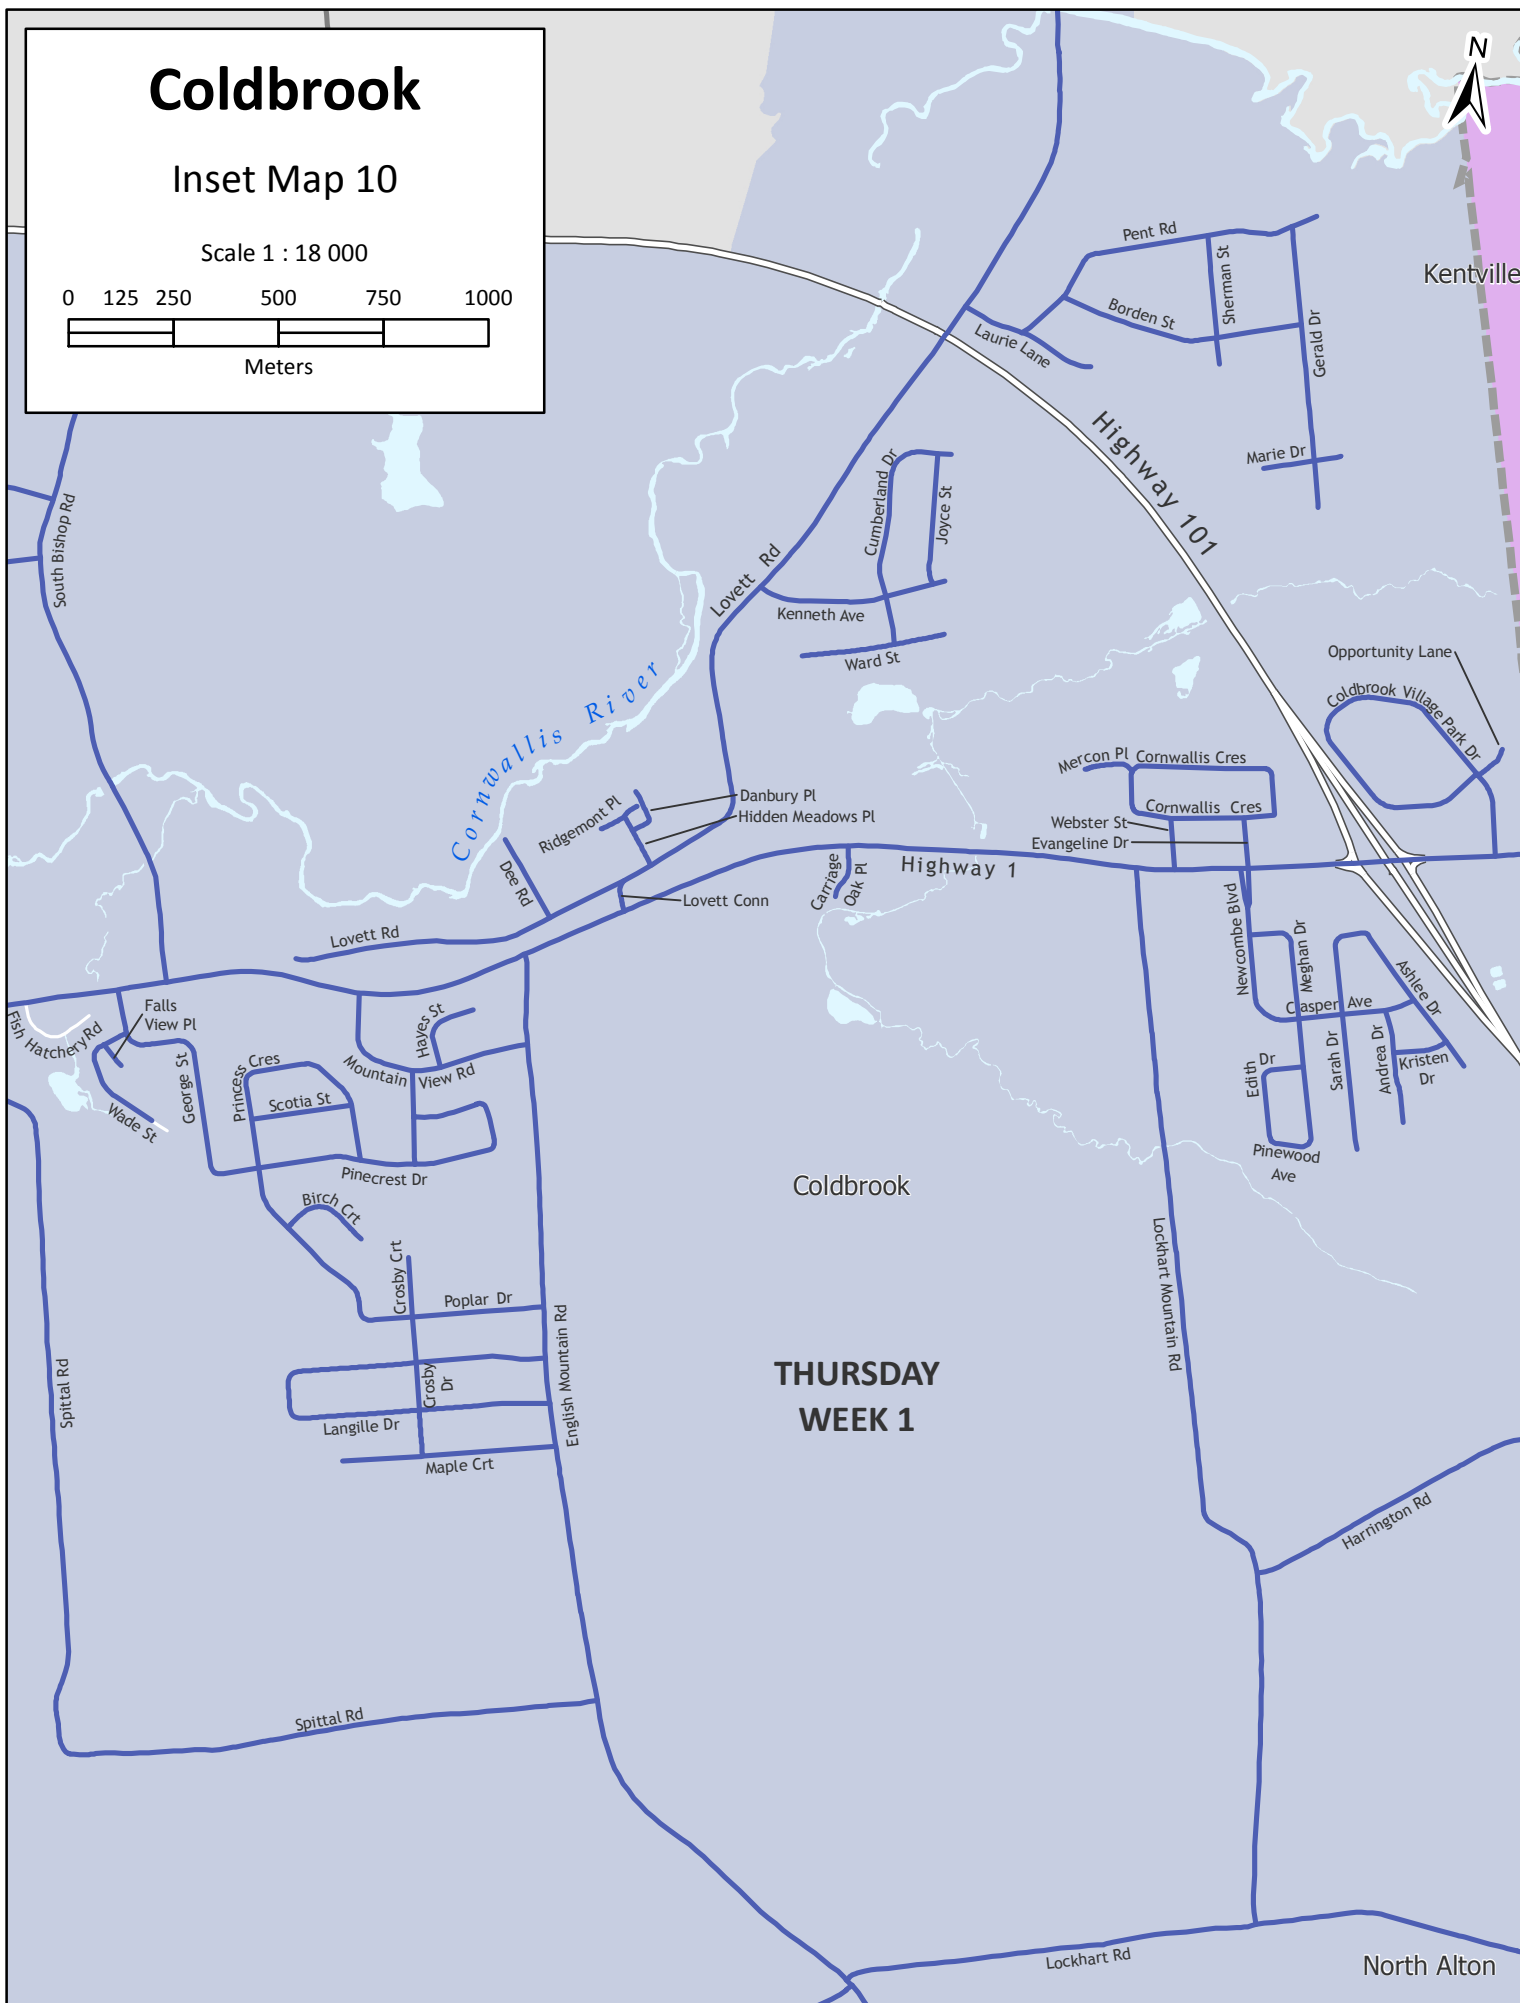 Coldbrook
Inset Map 10
Scale 1 : 18 000
0 125 250 500 750 1000
Meters
N
Kentville
Pent Rd
Sherman St
Borden St
Gerald Dr
Laurie Lane
Marie Dr
Highway 101
Cumberland Dr
Joyce St
South Bishop Rd
Lovett Rd
Kenneth Ave
Ward St
Opportunity Lane
Coldbrook Village Park Dr
Cornwallis River
Mercon Pl
Cornwallis Cres
Cornwallis Cres
Danbury Pl
Ridgemont Pl
Hidden Meadows Pl
Webster St
Evangeline Dr
Highway 1
Carriage
Oak Pl
Dee Rd
Lovett Conn
Lovett Rd
Newcombe Blvd
Meghan Dr
Ashlee Dr
Falls
View Pl
Fish Hatchery Rd
Hayes St
Casper Ave
George St
Princess Cres
Mountain View Rd
Scotia St
Wade St
Edith Dr
Sarah Dr
Andrea Dr
Kristen
Dr
Pinewood
Ave
Pinecrest Dr
Coldbrook
Birch Crt
Crosby Crt
Poplar Dr
Lockhart Mountain Rd
English Mountain Rd
Spittal Rd
THURSDAY
WEEK 1
Crosby
Dr
Langille Dr
Maple Crt
Harrington Rd
Spittal Rd
Lockhart Rd
North Alton